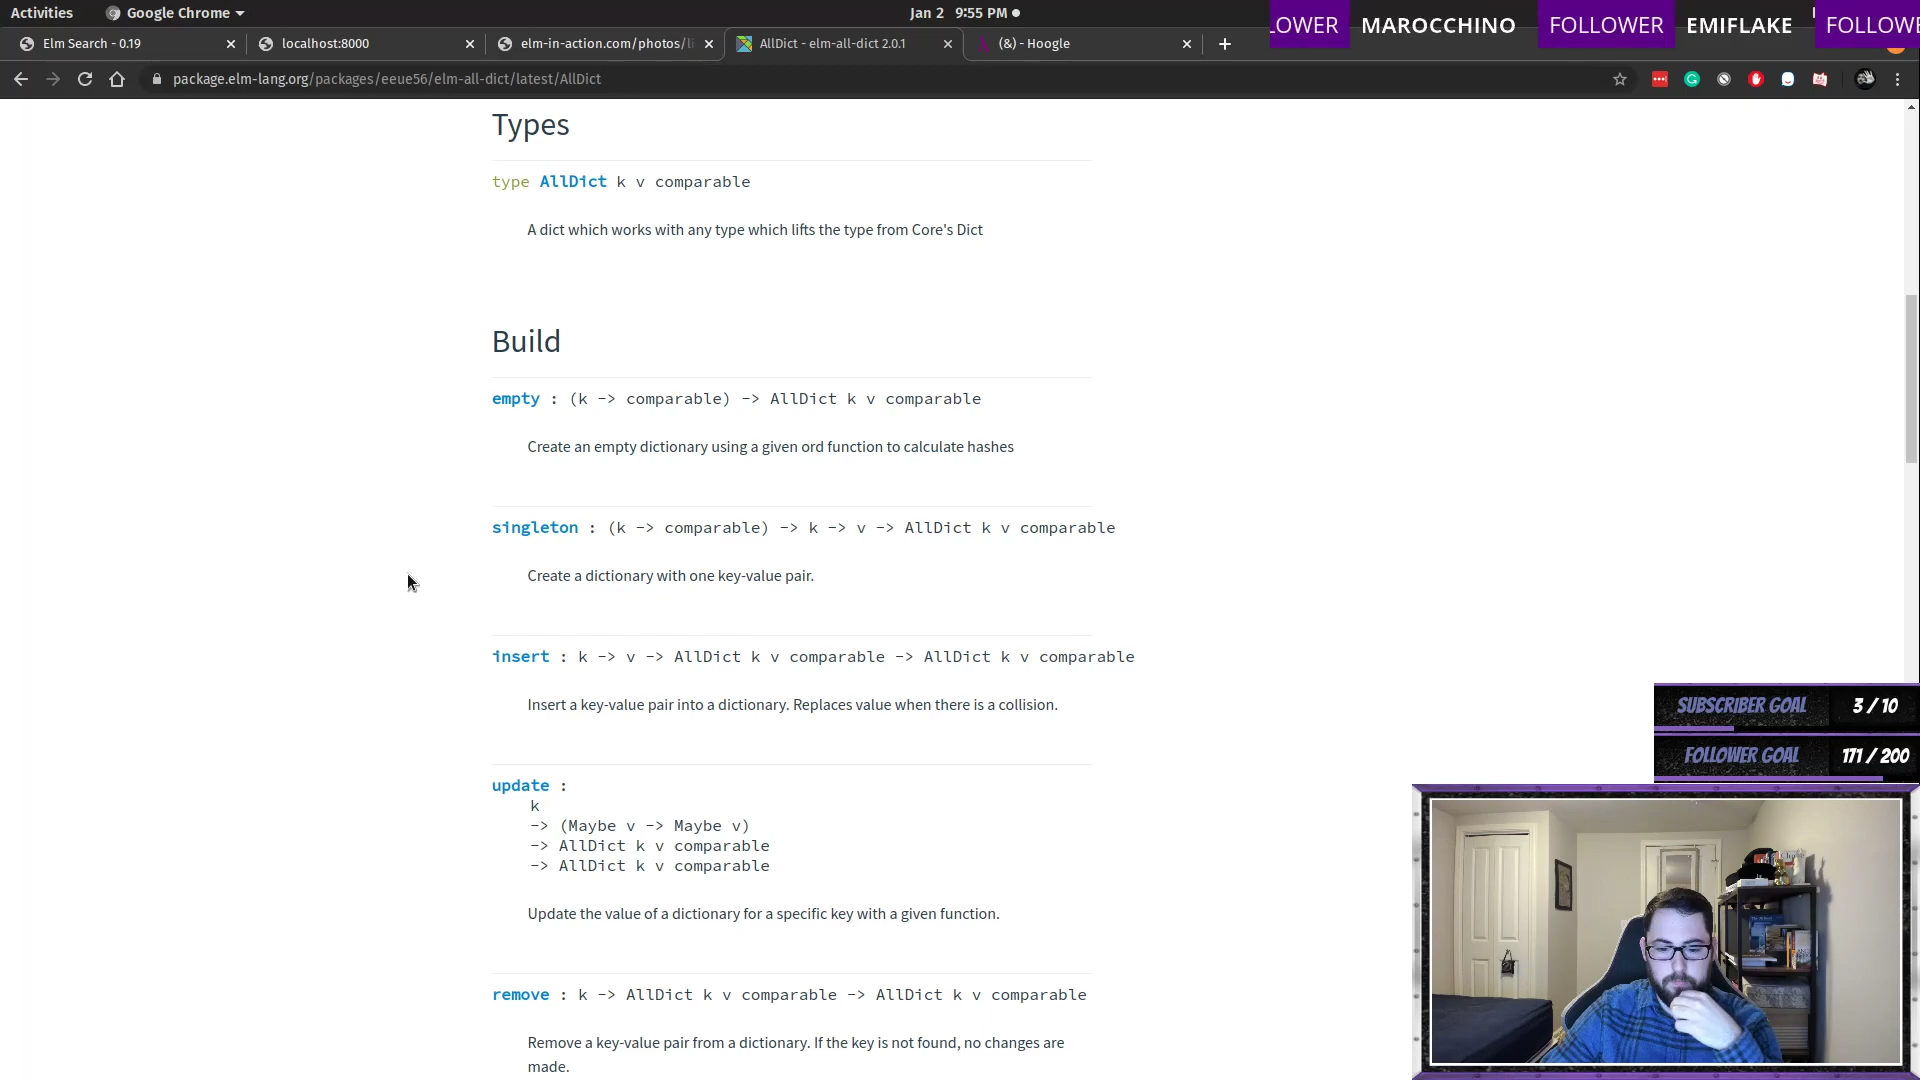 Activities
Google Chrome
Jan 2 9:55 PM
LOWER MAROCCHINO FOLLOWER EMIFLAKE FOLLOWE
Elm Search - 0.19
localhost:8000
elm-in-action.com/photos/li
AllDict - elm-all-dict 2.0.1
(&) - Hoogle
package.elm-lang.org/packages/eeue56/elm-all-dict/latest/AllDict
Types
type AllDict k v comparable
A dict which works with any type which lifts the type from Core's Dict
Build
empty : (k -> comparable) -> AllDict k v comparable
Create an empty dictionary using a given ord function to calculate hashes
singleton : (k -> comparable) -> k -> v -> AllDict k v comparable
Create a dictionary with one key-value pair.
insert : k -> v -> AllDict k v comparable -> AllDict k v comparable
Insert a key-value pair into a dictionary. Replaces value when there is a collision.
update :
k
-> (Maybe v -> Maybe v)
-> AllDict k v comparable
-> AllDict k v comparable
Update the value of a dictionary for a specific key with a given function.
remove : k -> AllDict k v comparable -> AllDict k v comparable
Remove a key-value pair from a dictionary. If the key is not found, no changes are
made.
SUBSCRIBER GOAL 3 / 10
FOLLOWER GOAL 171 / 200